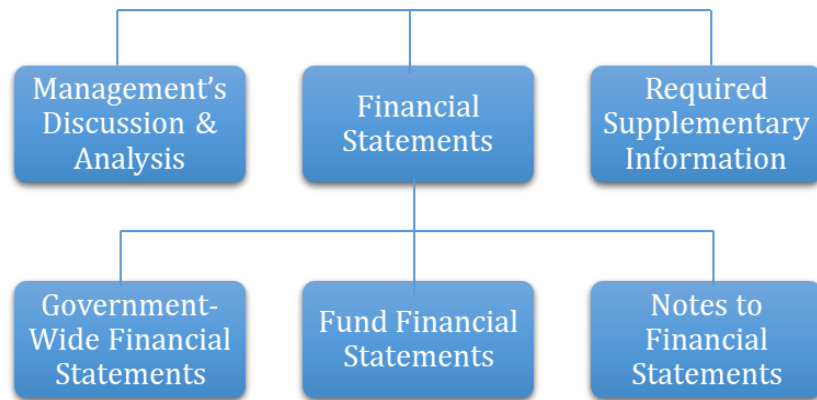 Management’s
Discussion &
Analysis
Financial
Statements
Required
Supplementary
Information
Government-
Wide Financial
Statements
Fund Financial
Statements
Notes to
Financial
Statements